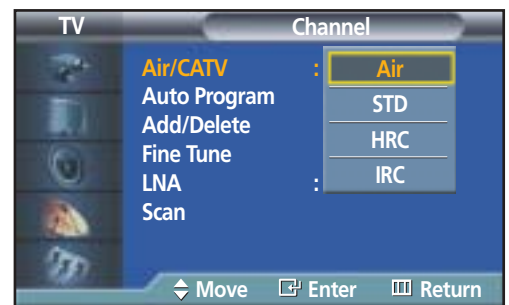 TV Channel
Air/CATV : Air
Auto Program STD
Add/Delete HRC
Fine Tune IRC
LNA :
Scan
Move Enter Return